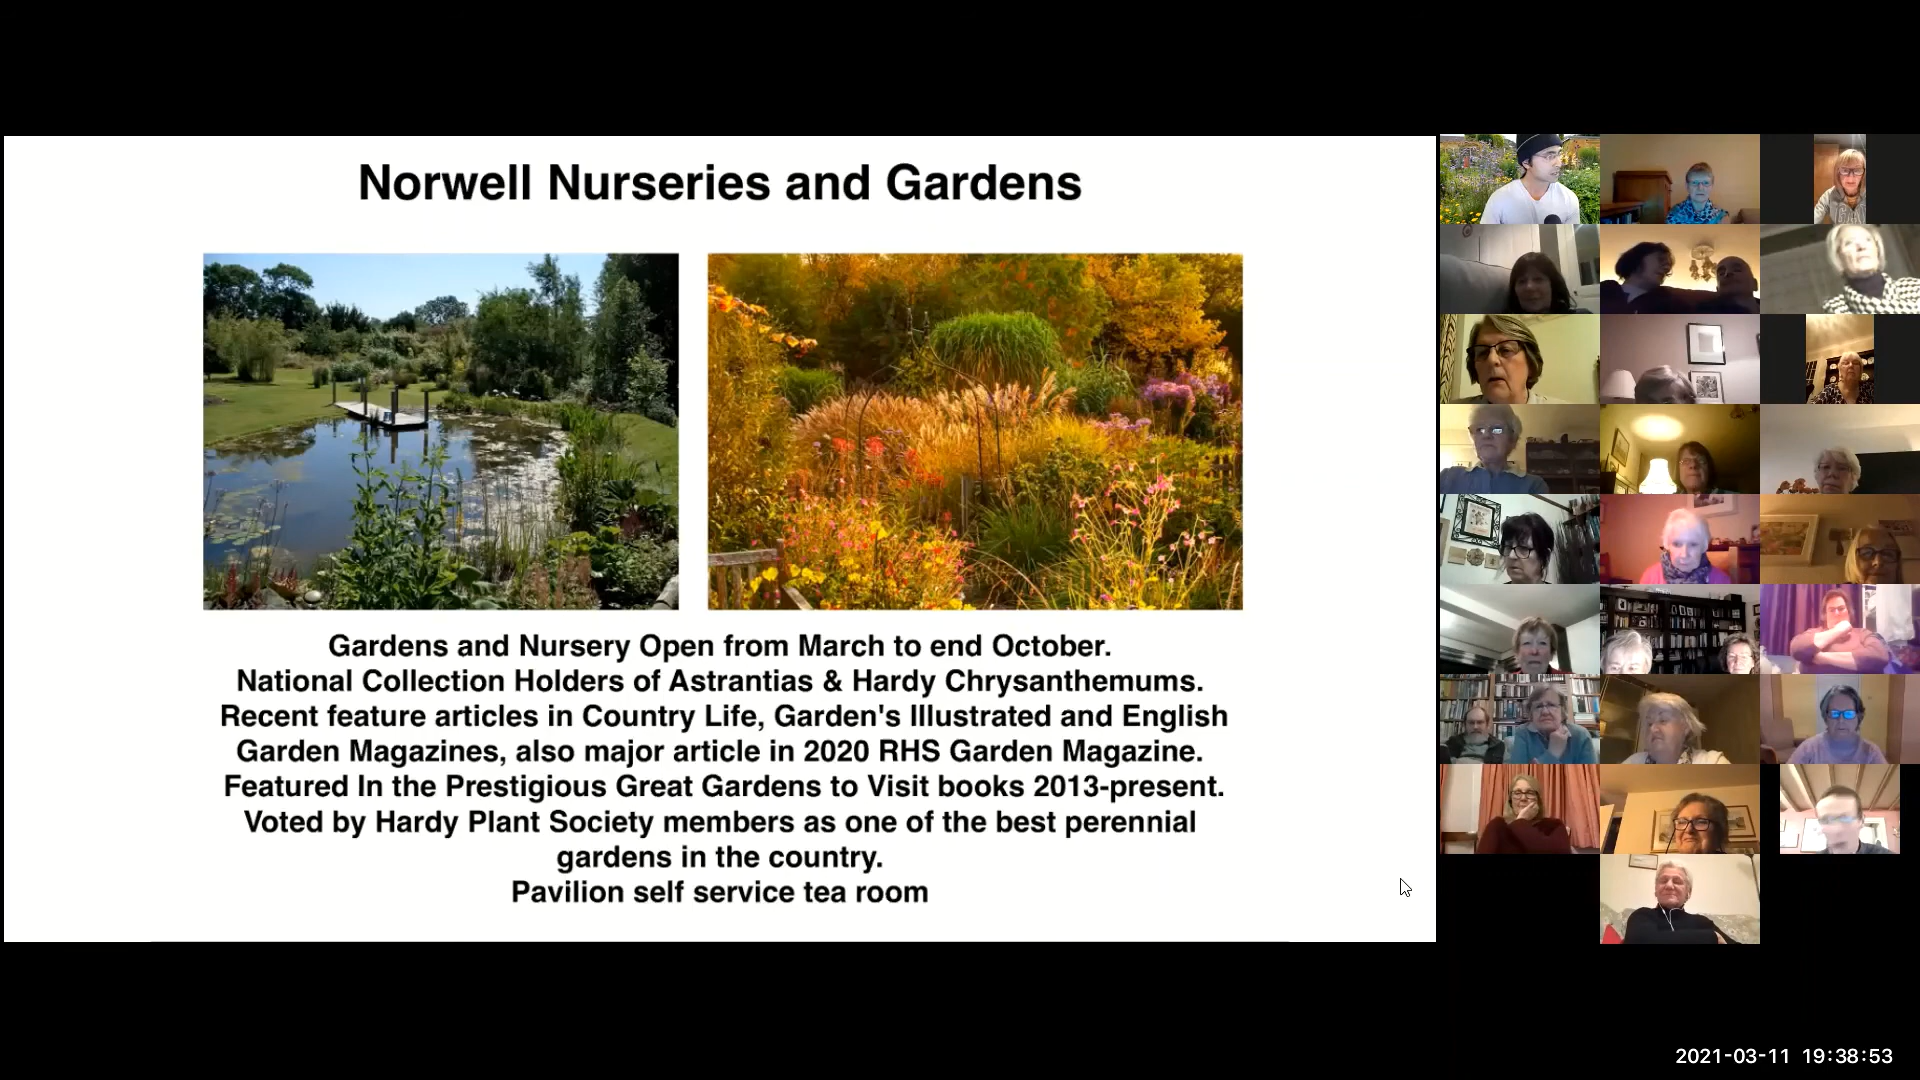 Norwell Nurseries and Gardens
Gardens and Nursery Open from March to end October.
National Collection Holders of Astrantias & Hardy Chrysanthemums.
Recent feature articles in Country Life, Garden's Illustrated and English
Garden Magazines, also major article in 2020 RHS Garden Magazine.
Featured In the Prestigious Great Gardens to Visit books 2013-present.
Voted by Hardy Plant Society members as one of the best perennial
gardens in the country.
Pavilion self service tea room
2021-03-11 19:38:53